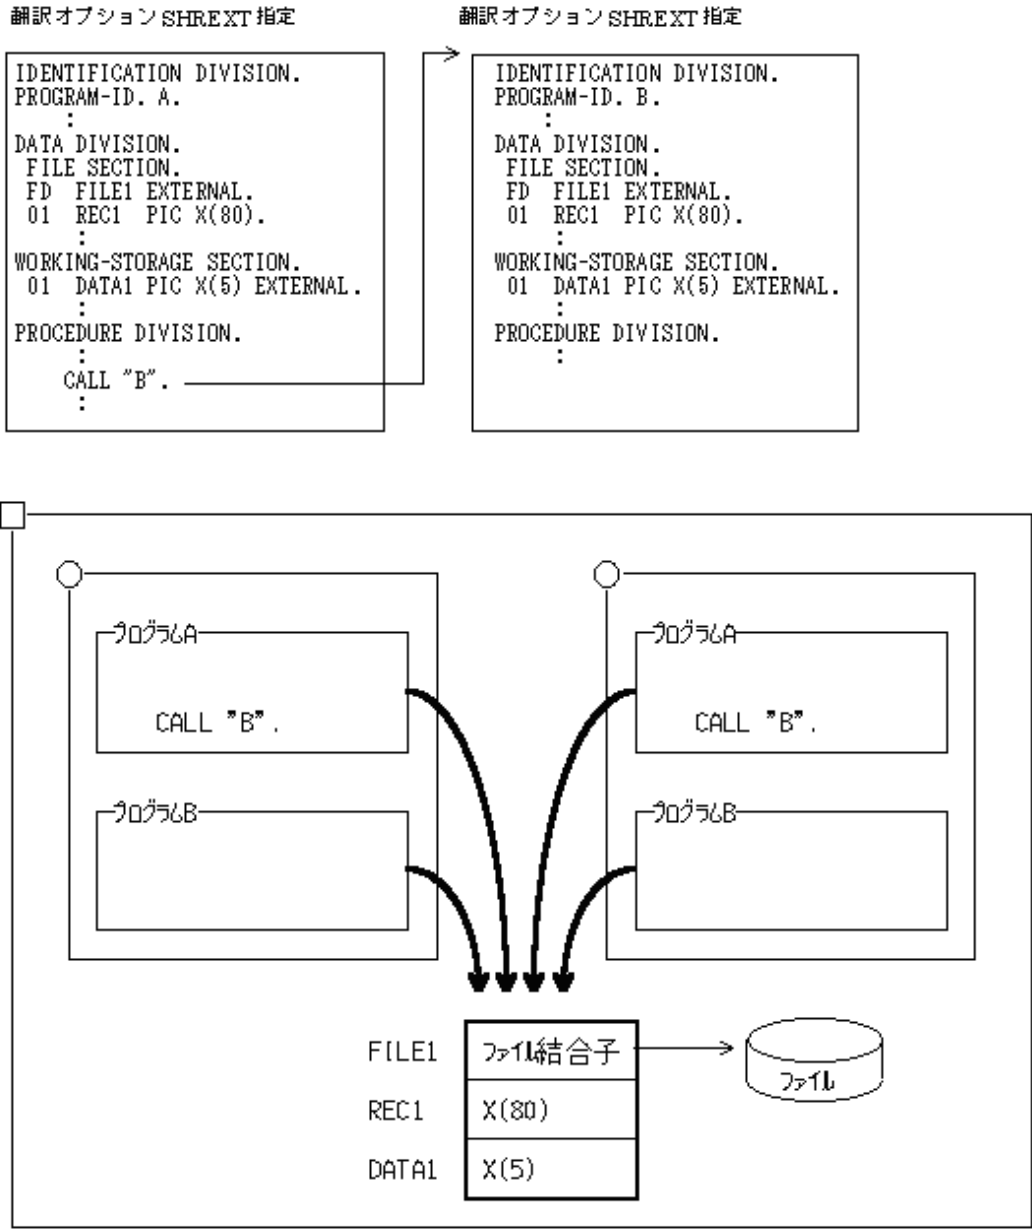 翻訳オプションSHREXT指定
IDENTIFICATION DIVISION.
PROGRAM-ID. A.
:
DATA DIVISION.
FILE SECTION.
FD FILE1 EXTERNAL.
01 REC1 PIC X(80).
:
WORKING-STORAGE SECTION.
01 DATA1 PIC X(5) EXTERNAL.
:
PROCEDURE DIVISION.
:
CALL "B".
:
翻訳オプションSHREXT指定
IDENTIFICATION DIVISION.
PROGRAM-ID. B.
:
DATA DIVISION.
FILE SECTION.
FD FILE1 EXTERNAL.
01 REC1 PIC X(80).
:
WORKING-STORAGE SECTION.
01 DATA1 PIC X(5) EXTERNAL.
:
PROCEDURE DIVISION.
:
プログラムA
CALL "B".
プログラムB
プログラムA
CALL "B".
プログラムB
FILE1 ファイル結合子
ファイル
REC1 X(80)
DATA1 X(5)